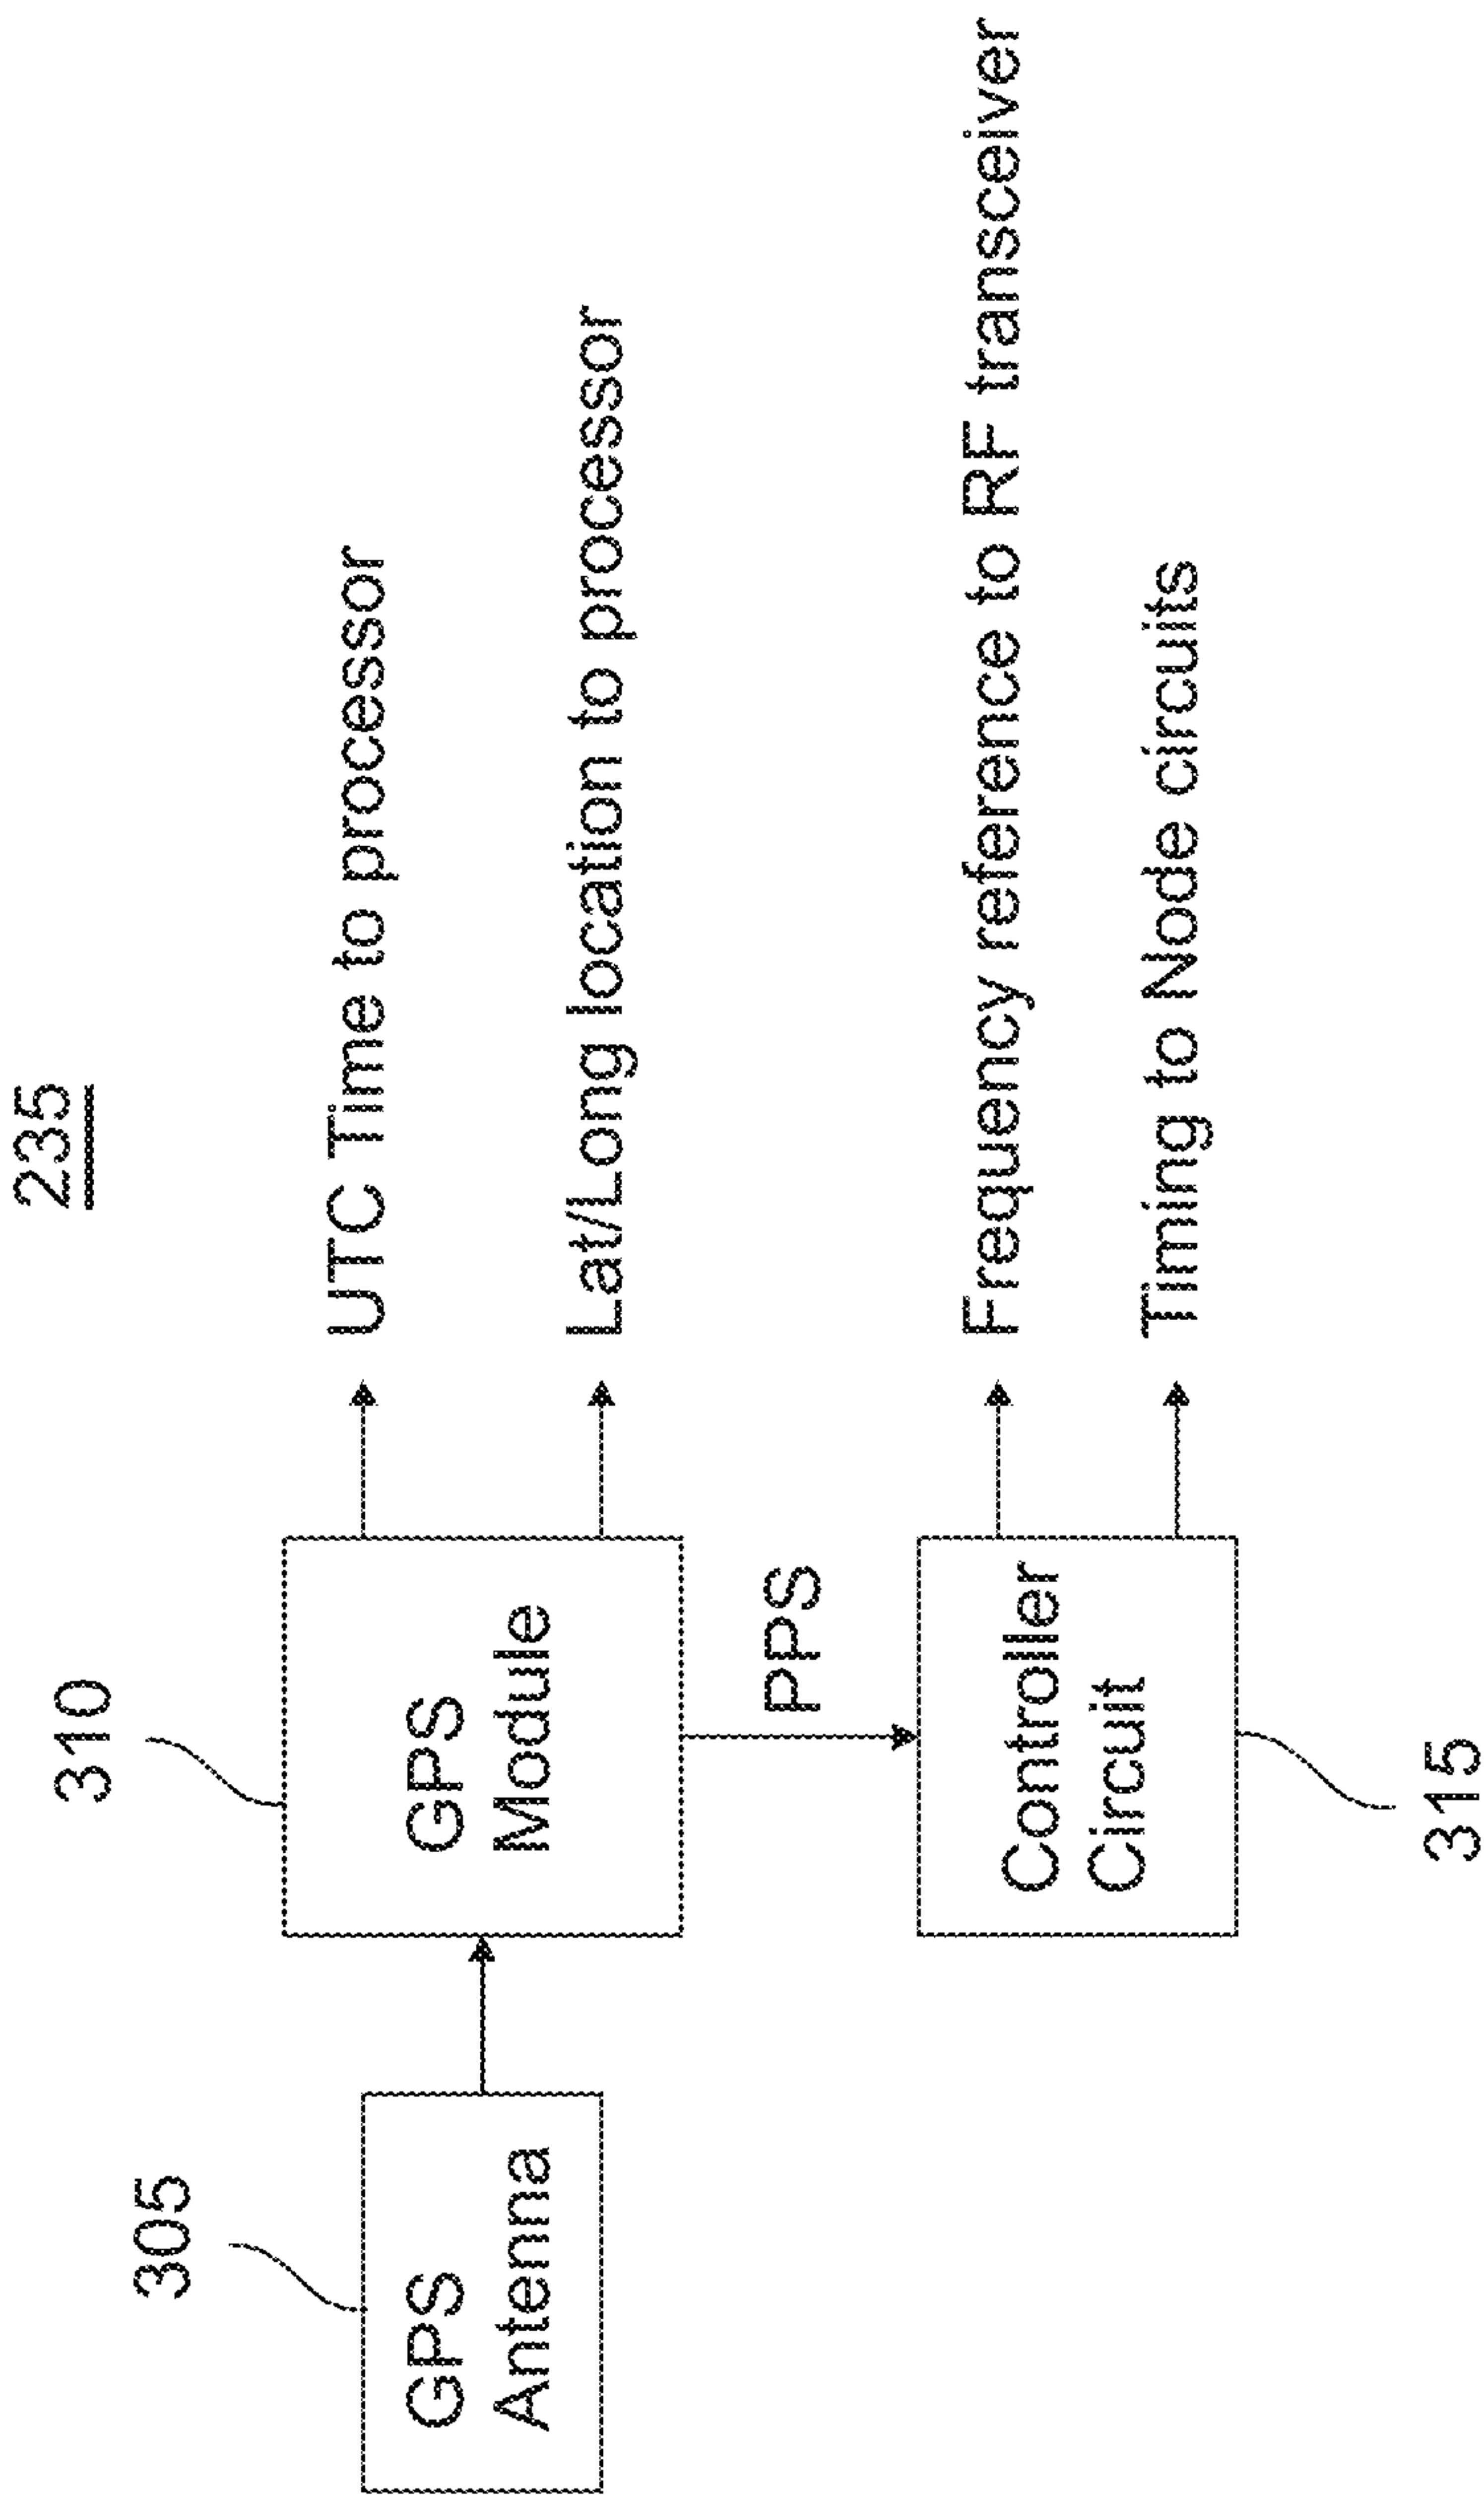 235
310
305
UTC Time to processor
GPS
Module
GPS
Antenna
Lat/Long location to processor
PPS
Frequency reference to RF transceiver
Controller
Circuit
Timing to Node circuits
315